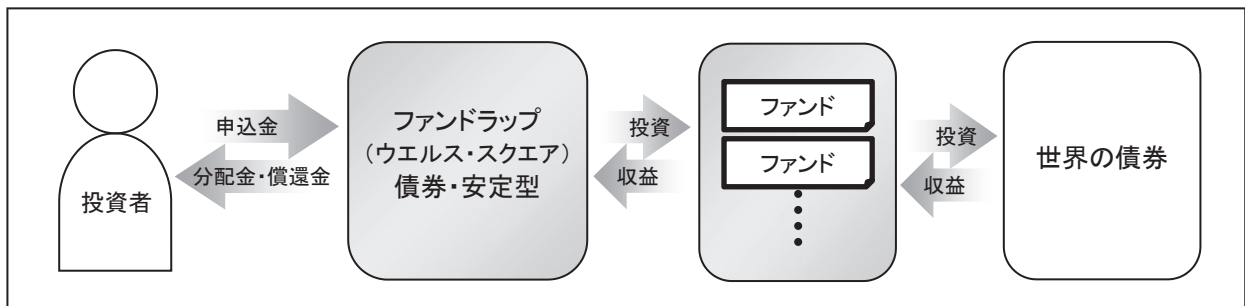 投資者
申込金
分配金・償還金
ファンドラップ
（ウエルス・スクエア）
債券・安定型
投資
収益
ファンド
ファンド
投資
収益
世界の債券